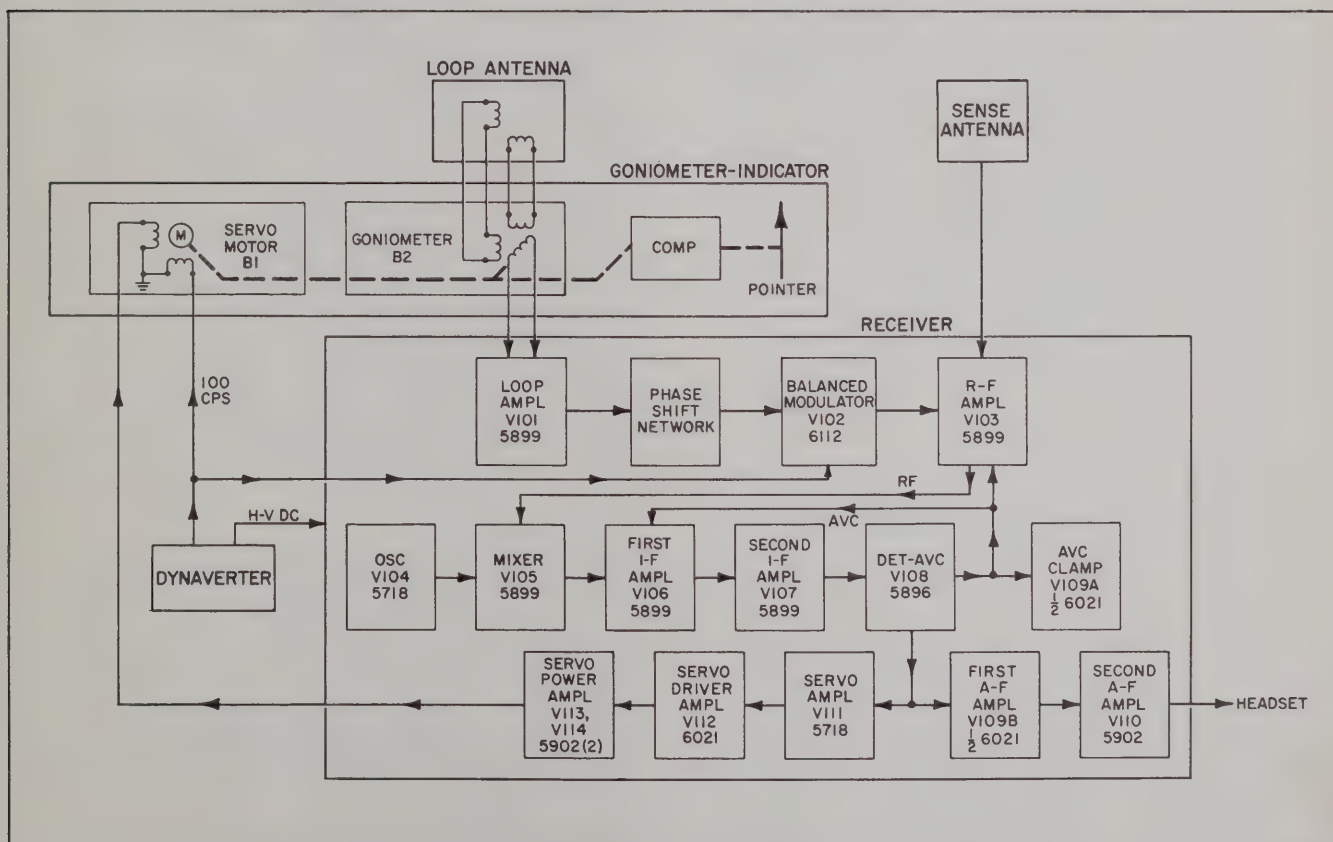 LOOP ANTENNA
SENSE
ANTENNA
GONIOMETER-INDICATOR
SERVO
MOTOR
B1
M
GONIOMETER
B2
COMP
POINTER
RECEIVER
100
CPS
LOOP
AMPL
V101
5899
PHASE
SHIFT
NETWORK
BALANCED
MODULATOR
V102
6112
R-F
AMPL
V103
5899
RF
AVC
H-V DC
DYNAVERTER
OSC
V104
5718
MIXER
V105
5899
FIRST
I-F
AMPL
V106
5899
SECOND
I-F
AMPL
V107
5899
DET-AVC
V108
5896
AVC
CLAMP
V109A
1/2 6021
SERVO
POWER
AMPL
V113,
V114
5902(2)
SERVO
DRIVER
AMPL
V112
6021
SERVO
AMPL
V111
5718
FIRST
A-F
AMPL
V109B
1/2 6021
SECOND
A-F
AMPL
V110
5902
HEADSET